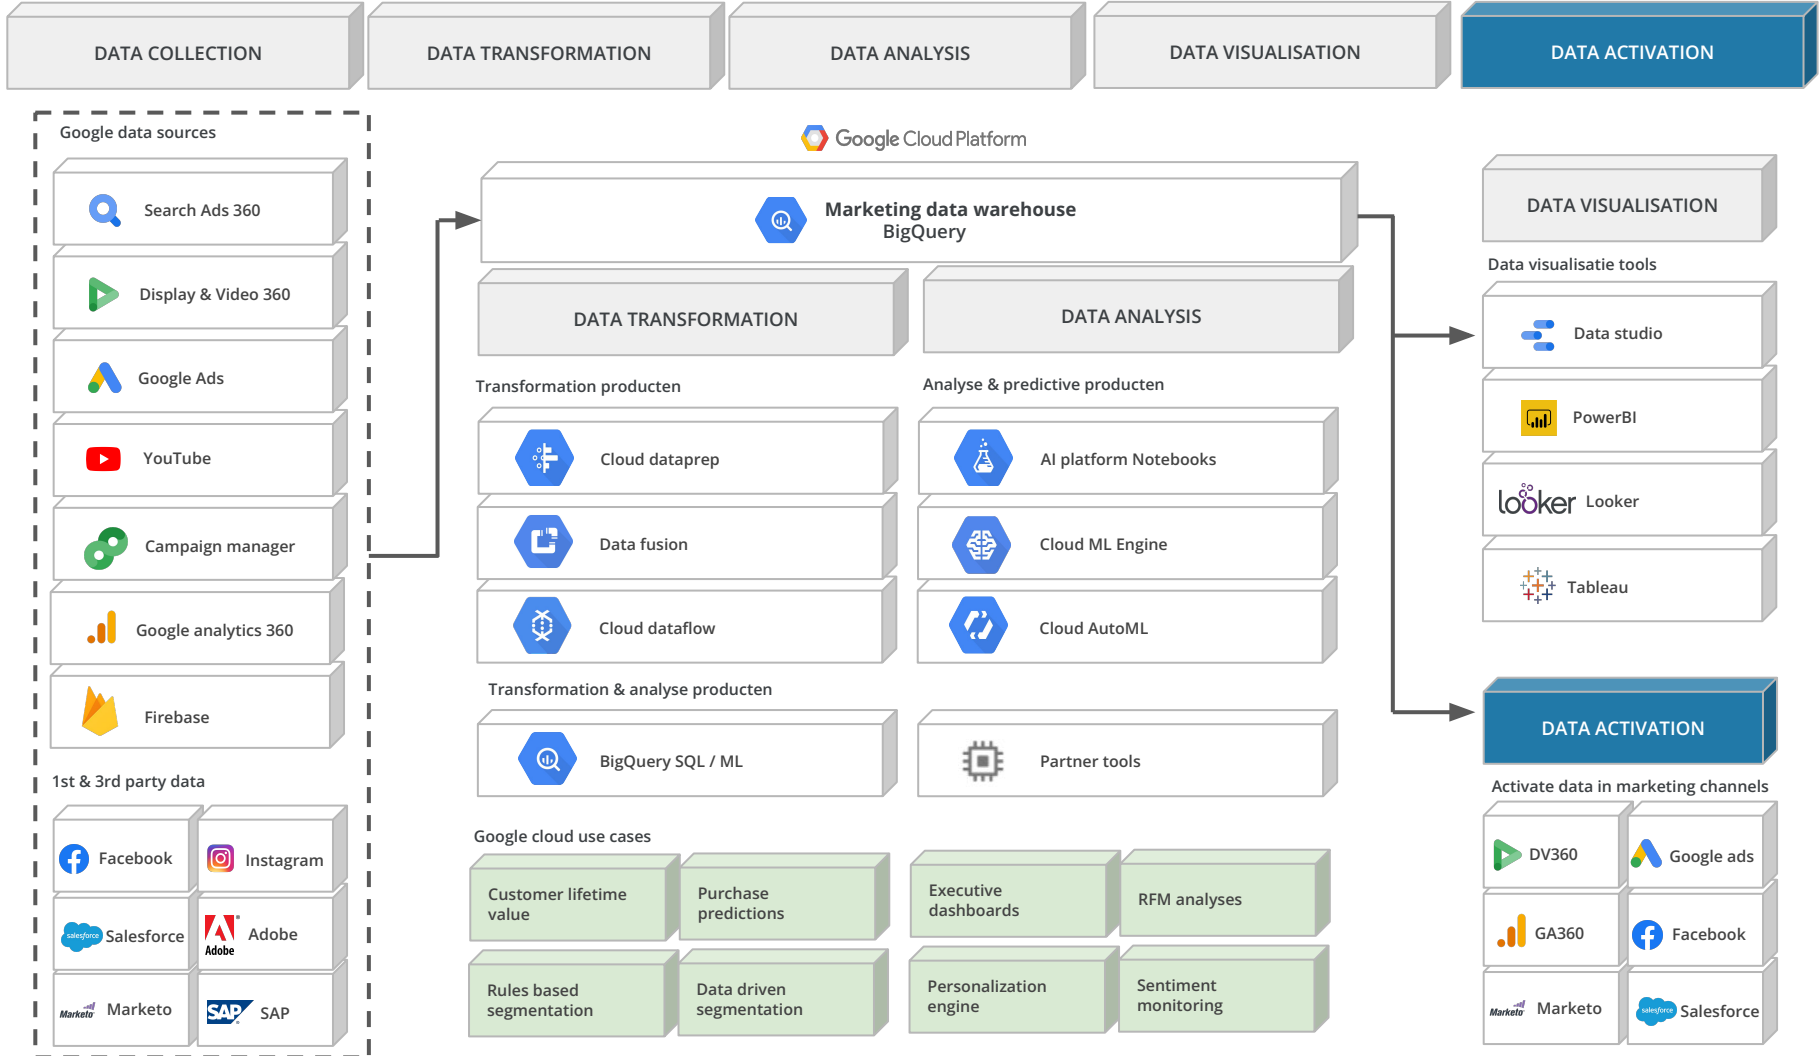 DATA COLLECTION
DATA TRANSFORMATION
DATA ANALYSIS
DATA VISUALISATION
DATA ACTIVATION
Google data sources
Search Ads 360
Display & Video 360
Google Ads
YouTube
Campaign manager
Google analytics 360
Firebase
1st & 3rd party data
Facebook
Instagram
salesforce
Salesforce
Adobe
Adobe
Marketo
Marketo
SAP
SAP
Google Cloud Platform
Marketing data warehouse
BigQuery
DATA TRANSFORMATION
DATA ANALYSIS
Transformation producten
Cloud dataprep
Data fusion
Cloud dataflow
Analyse & predictive producten
AI platform Notebooks
Cloud ML Engine
Cloud AutoML
Transformation & analyse producten
BigQuery SQL / ML
Partner tools
Google cloud use cases
Customer lifetime
value
Purchase
predictions
Executive
dashboards
RFM analyses
Rules based
segmentation
Data driven
segmentation
Personalization
engine
Sentiment
monitoring
DATA VISUALISATION
Data visualisatie tools
Data studio
PowerBI
looker
Looker
Tableau
DATA ACTIVATION
Activate data in marketing channels
DV360
Google ads
GA360
Facebook
Marketo
Marketo
salesforce
Salesforce